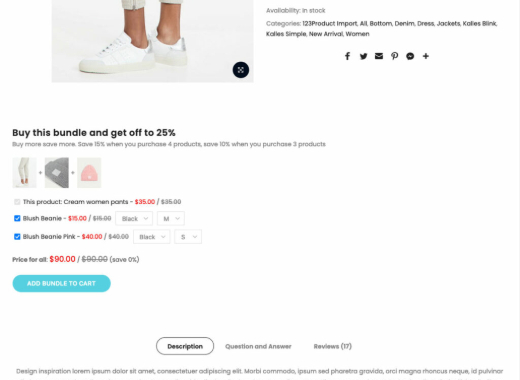 Availability: In stock
Categories: 123Product Import, All, Bottom, Denim, Dress, Jackets, Kalles Blink,
Kalles Simple, New Arrival, Women
Buy this bundle and get off to 25%
Buy more save more. Save 15% when you purchase 4 products, save 10% when you purchase 3 products
+ +
This product: Cream women pants - $35.00 / $35.00
Blush Beanie - $15.00 / $15.00 Black M
Blush Beanie Pink - $40.00 / $40.00 Black S
Price for all: $90.00 / $90.00 (save 0%)
ADD BUNDLE TO CART
Description Question and Answer Reviews (17)
Design inspiration lorem ipsum dolor sit amet, consectetuer adipiscing elit. Morbi commodo, ipsum sed pharetra gravida, orci magna rhoncus neque, id pulvinar